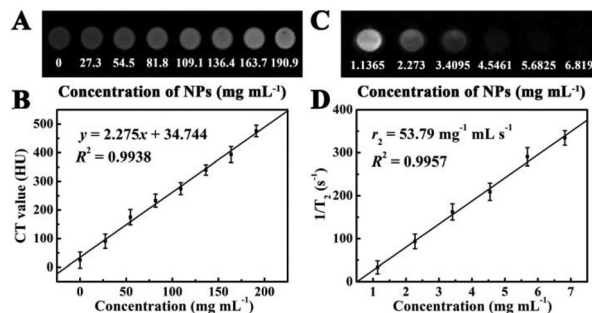 A
0 27.3 54.5 81.8 109.1 136.4 163.7 190.9
Concentration of NPs (mg mL⁻¹)
B
y = 2.275x + 34.744
R² = 0.9938
CT value (HU)
500
400
300
200
100
0
0 50 100 150 200
Concentration (mg mL⁻¹)
C
1.1365 2.273 3.4095 4.5461 5.6825 6.819
Concentration of NPs (mg mL⁻¹)
D
r₂ = 53.79 mg⁻¹ mL s⁻¹
R² = 0.9957
1/T₂ (s⁻¹)
400
300
200
100
0
1 2 3 4 5 6 7
Concentration (mg mL⁻¹)